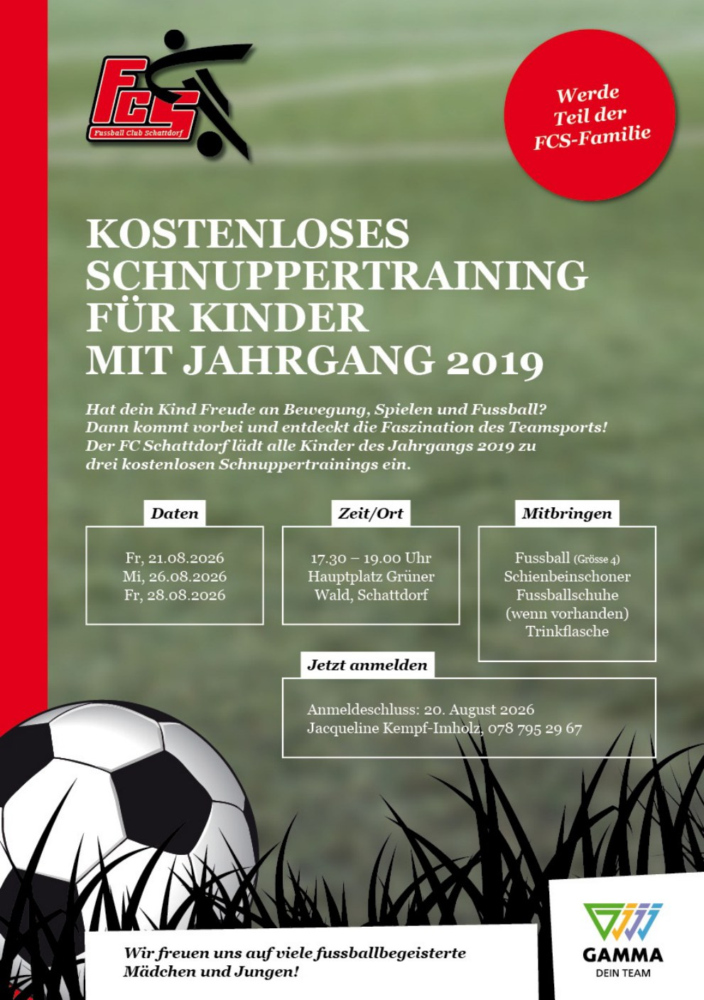 FCS
Fussball Club Schattdorf
Werde
Teil der
FCS-Familie
KOSTENLOSES
SCHNUPPERTRAINING
FÜR KINDER
MIT JAHRGANG 2019
Hat dein Kind Freude an Bewegung, Spielen und Fussball?
Dann kommt vorbei und entdeckt die Faszination des Teamsports!
Der FC Schattdorf lädt alle Kinder des Jahrgangs 2019 zu
drei kostenlosen Schnuppertrainings ein.
Daten
Fr, 21.08.2026
Mi, 26.08.2026
Fr, 28.08.2026
Zeit/Ort
17.30 – 19.00 Uhr
Hauptplatz Grüner
Wald, Schattdorf
Mitbringen
Fussball (Grösse 4)
Schienbeinschoner
Fussballschuhe
(wenn vorhanden)
Trinkflasche
Jetzt anmelden
Anmeldeschluss: 20. August 2026
Jacqueline Kempf-Imholz, 078 795 29 67
Wir freuen uns auf viele fussballbegeisterte
Mädchen und Jungen!
GAMMA
DEIN TEAM